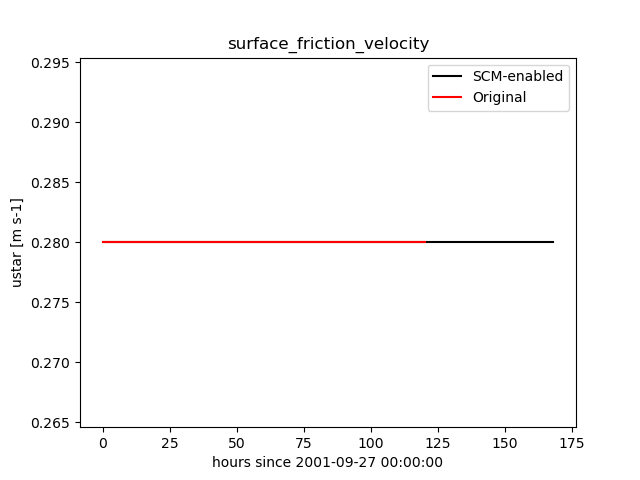 surface_friction_velocity
SCM-enabled
Original
0.295
0.290
0.285
0.280
0.275
0.270
0.265
ustar [m s-1]
0 25 50 75 100 125 150 175
hours since 2001-09-27 00:00:00